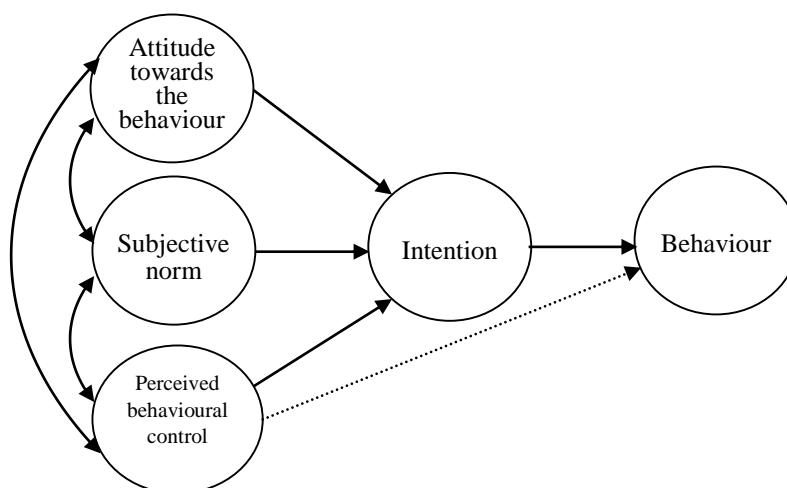 Attitude
towards
the
behaviour
Subjective
norm
Perceived
behavioural
control
Intention
Behaviour